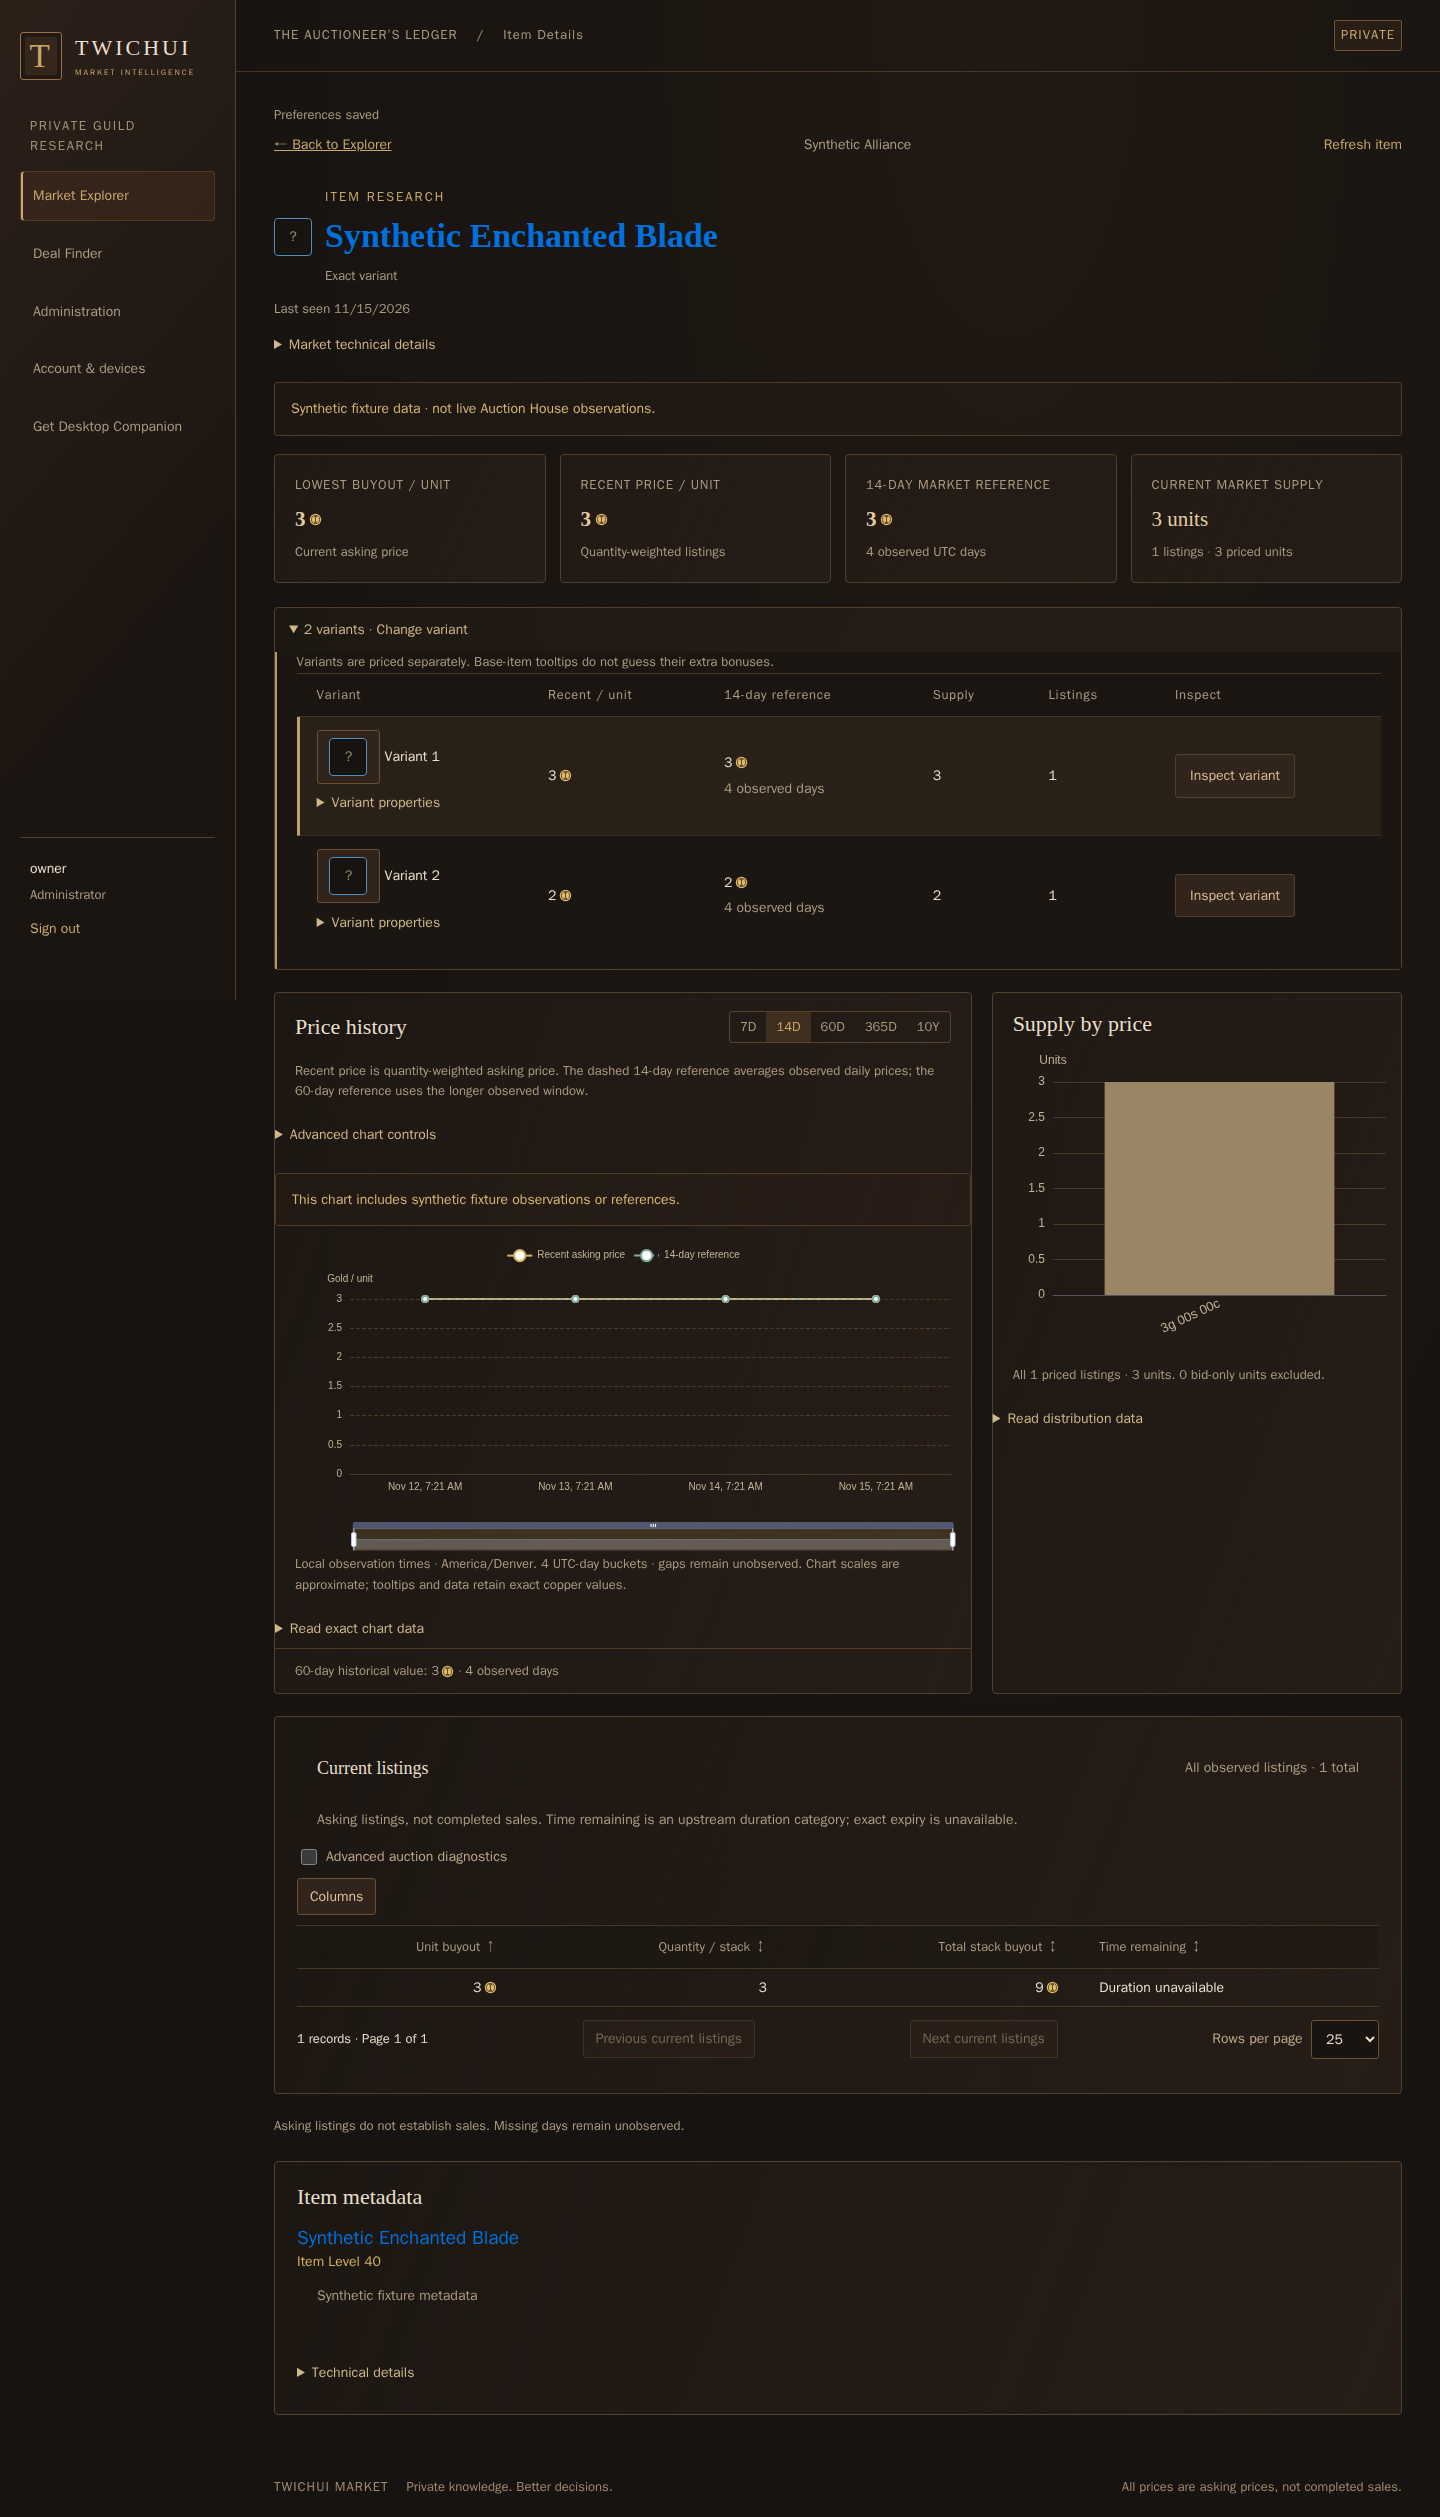 T
TWICHUI
MARKET INTELLIGENCE
PRIVATE GUILD
RESEARCH
Market Explorer
Deal Finder
Administration
Account & devices
Get Desktop Companion
owner
Administrator
Sign out
THE AUCTIONEER'S LEDGER / Item Details
PRIVATE
Preferences saved
← Back to Explorer
Synthetic Alliance
Refresh item
ITEM RESEARCH
? Synthetic Enchanted Blade
Exact variant
Last seen 11/15/2026
▶ Market technical details
Synthetic fixture data · not live Auction House observations.
LOWEST BUYOUT / UNIT
3
Current asking price
RECENT PRICE / UNIT
3
Quantity-weighted listings
14-DAY MARKET REFERENCE
3
4 observed UTC days
CURRENT MARKET SUPPLY
3 units
1 listings · 3 priced units
▼ 2 variants · Change variant
Variants are priced separately. Base-item tooltips do not guess their extra bonuses.
Variant Recent / unit 14-day reference Supply Listings Inspect
? Variant 1
▶ Variant properties
3
3
4 observed days
3
1
Inspect variant
? Variant 2
▶ Variant properties
2
2
4 observed days
2
1
Inspect variant
Price history
7D 14D 60D 365D 10Y
Recent price is quantity-weighted asking price. The dashed 14-day reference averages observed daily prices; the
60-day reference uses the longer observed window.
▶ Advanced chart controls
This chart includes synthetic fixture observations or references.
Recent asking price 14-day reference
Gold / unit
3
2.5
2
1.5
1
0.5
0
Nov 12, 7:21 AM Nov 13, 7:21 AM Nov 14, 7:21 AM Nov 15, 7:21 AM
Local observation times · America/Denver. 4 UTC-day buckets · gaps remain unobserved. Chart scales are
approximate; tooltips and data retain exact copper values.
▶ Read exact chart data
60-day historical value: 3 · 4 observed days
Supply by price
Units
3
2.5
2
1.5
1
0.5
0
3g 00s 00c
All 1 priced listings · 3 units. 0 bid-only units excluded.
▶ Read distribution data
Current listings
All observed listings · 1 total
Asking listings, not completed sales. Time remaining is an upstream duration category; exact expiry is unavailable.
Advanced auction diagnostics
Columns
Unit buyout ↑ Quantity / stack ↕ Total stack buyout ↕ Time remaining ↕
3 3 9 Duration unavailable
1 records · Page 1 of 1 Previous current listings Next current listings Rows per page 25
Asking listings do not establish sales. Missing days remain unobserved.
Item metadata
Synthetic Enchanted Blade
Item Level 40
Synthetic fixture metadata
▶ Technical details
TWICHUI MARKET Private knowledge. Better decisions.
All prices are asking prices, not completed sales.